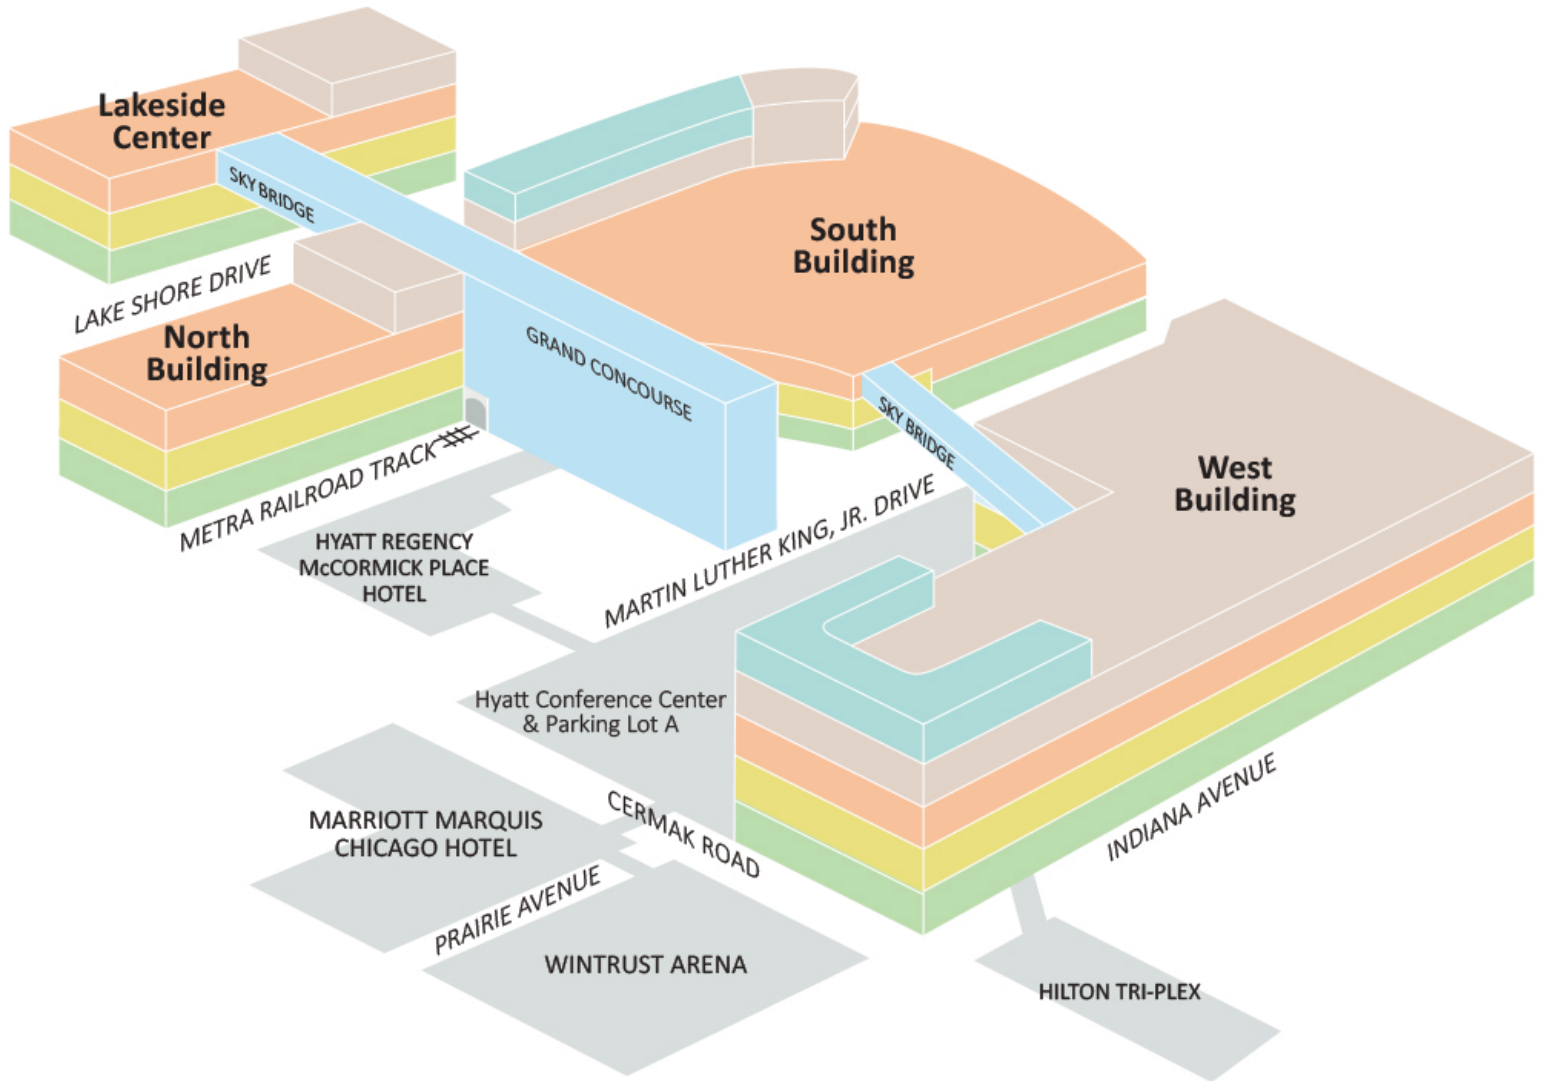 Lakeside
Center
SKY BRIDGE
LAKE SHORE DRIVE
South
Building
North
Building
GRAND CONCOURSE
SKY BRIDGE
METRA RAILROAD TRACK
West
Building
HYATT REGENCY
McCORMICK PLACE
HOTEL
MARTIN LUTHER KING, JR. DRIVE
Hyatt Conference Center
& Parking Lot A
MARRIOTT MARQUIS
CHICAGO HOTEL
CERMAK ROAD
INDIANA AVENUE
PRAIRIE AVENUE
WINTRUST ARENA
HILTON TRI-PLEX